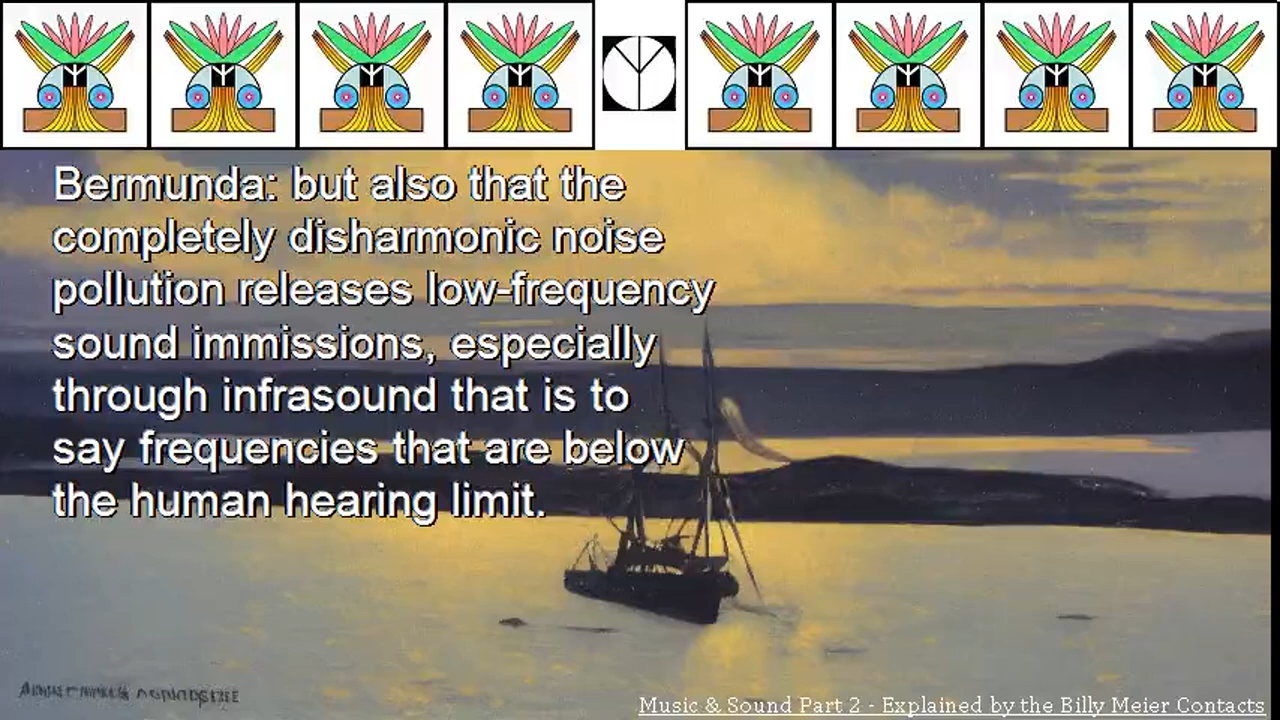 Bermunda: but also that the
completely disharmonic noise
pollution releases low-frequency
sound immissions, especially
through infrasound that is to
say frequencies that are below
the human hearing limit.
Music & Sound Part 2 - Explained by the Billy Meier Contacts